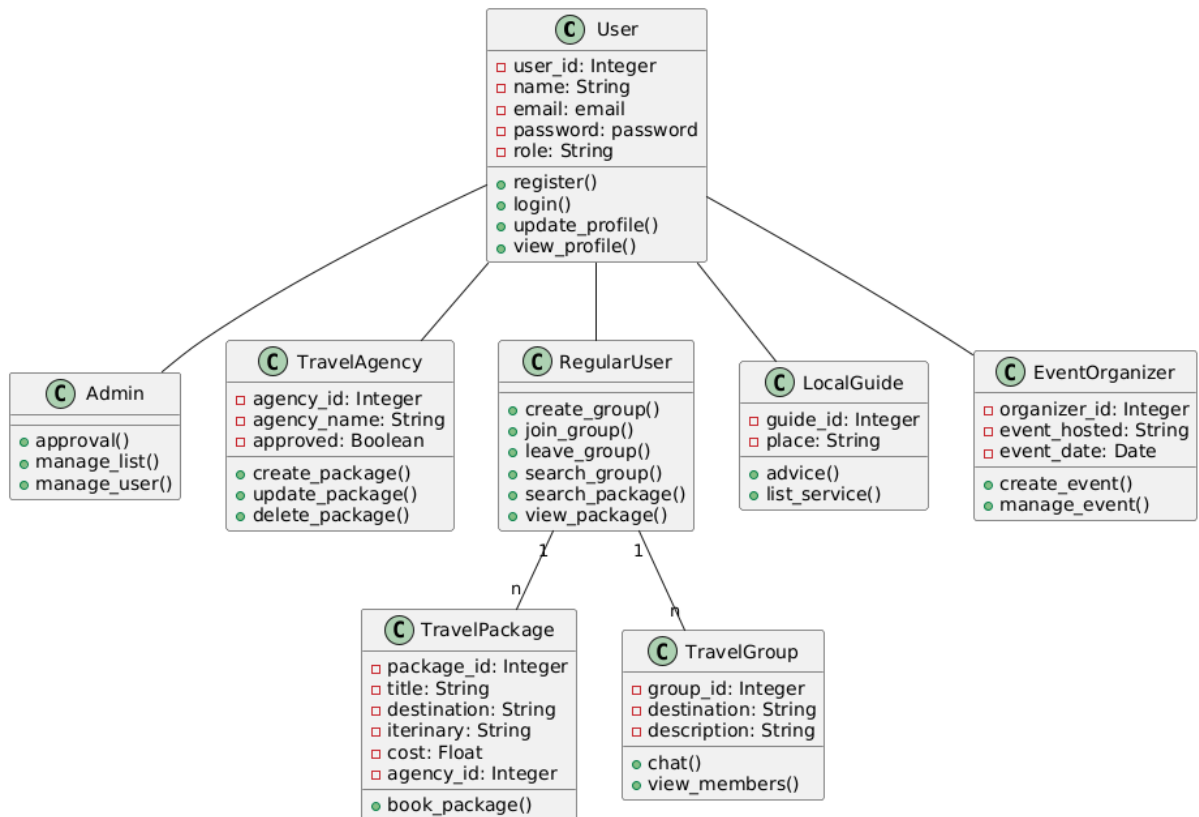 C User
user_id: Integer
name: String
email: email
password: password
role: String
register()
login()
update_profile()
view_profile()
C Admin
approval()
manage_list()
manage_user()
C TravelAgency
agency_id: Integer
agency_name: String
approved: Boolean
create_package()
update_package()
delete_package()
C RegularUser
create_group()
join_group()
leave_group()
search_group()
search_package()
view_package()
C LocalGuide
guide_id: Integer
place: String
advice()
list_service()
C EventOrganizer
organizer_id: Integer
event_hosted: String
event_date: Date
create_event()
manage_event()
1
1
n
n
C TravelPackage
package_id: Integer
title: String
destination: String
iterinary: String
cost: Float
agency_id: Integer
book_package()
C TravelGroup
group_id: Integer
destination: String
description: String
chat()
view_members()